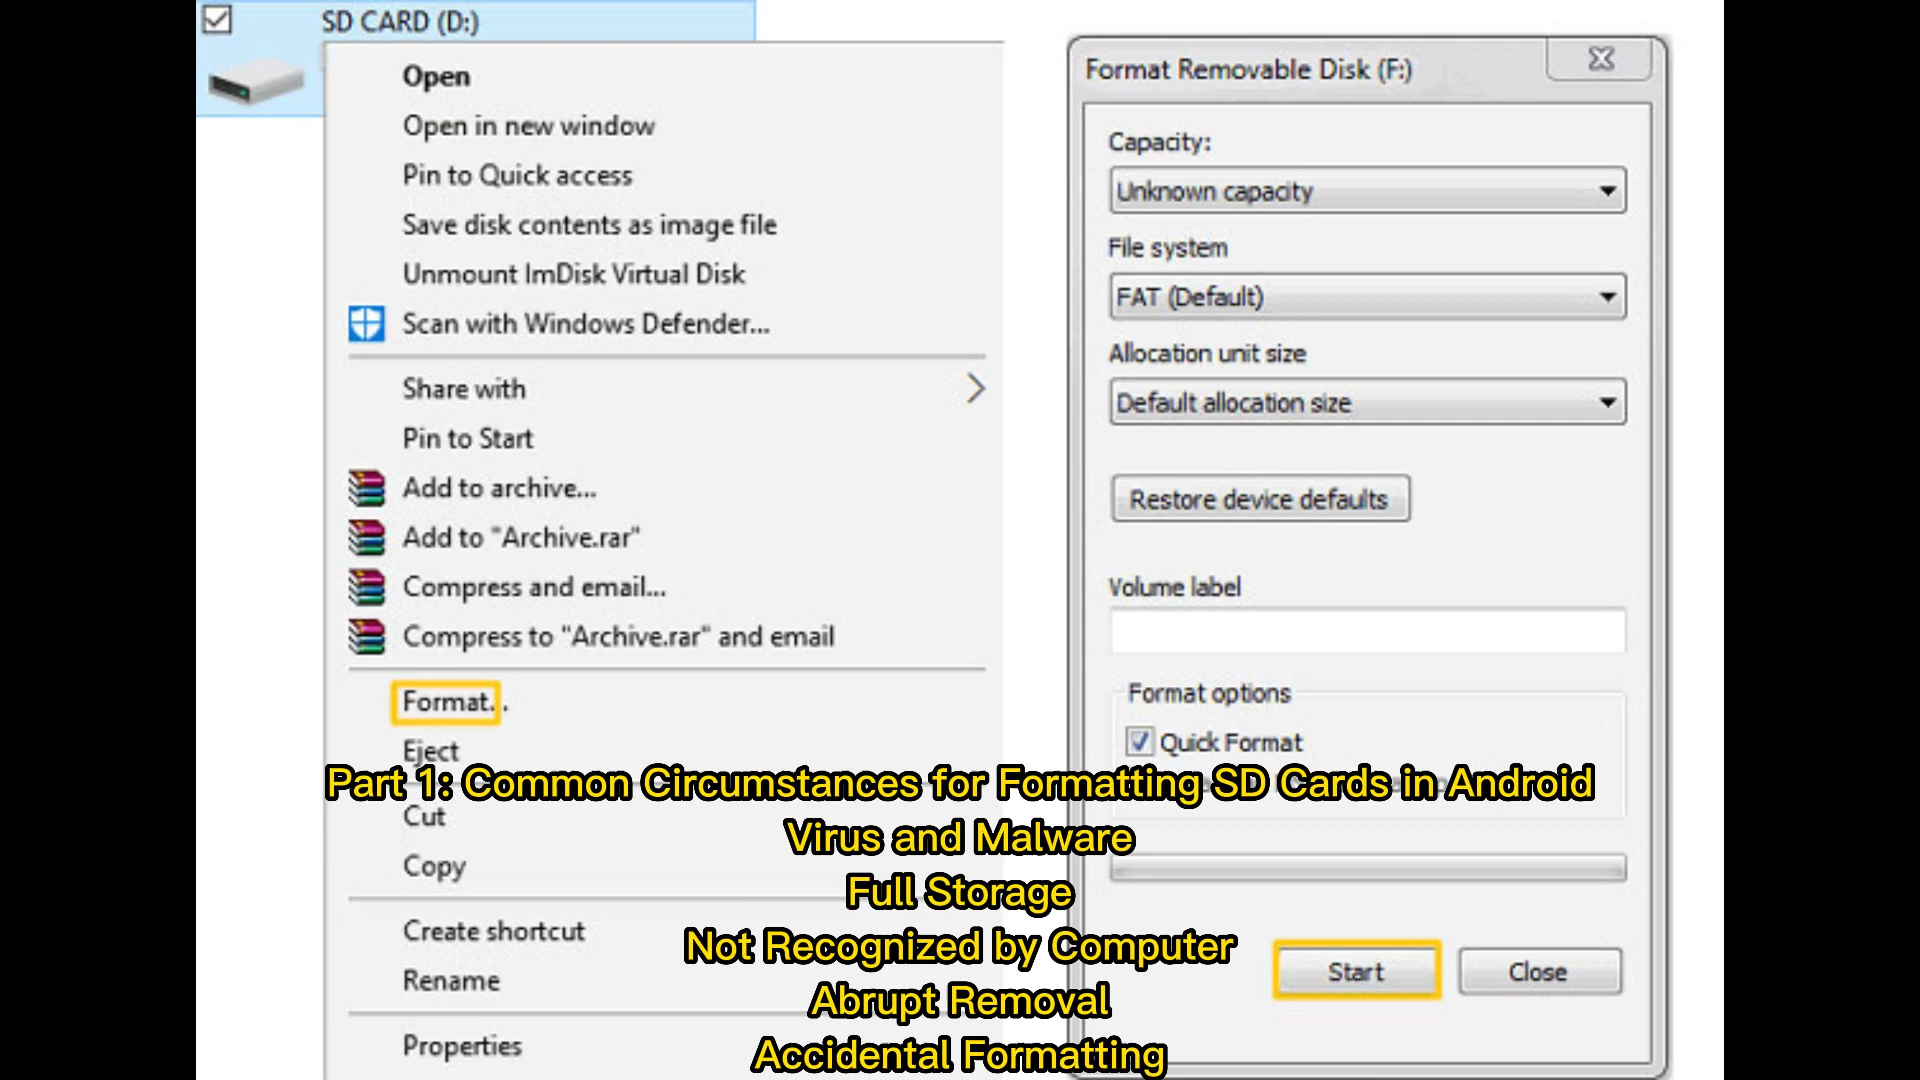 SD CARD (D:)
Open
Open in new window
Pin to Quick access
Save disk contents as image file
Unmount ImDisk Virtual Disk
Scan with Windows Defender...
Share with
Pin to Start
Add to archive...
Add to "Archive.rar"
Compress and email...
Compress to "Archive.rar" and email
Format...
Eject
Cut
Copy
Create shortcut
Rename
Properties
Format Removable Disk (F:)
Capacity:
Unknown capacity
File system
FAT (Default)
Allocation unit size
Default allocation size
Restore device defaults
Volume label
Format options
Quick Format
Start
Close
Part 1: Common Circumstances for Formatting SD Cards in Android
Virus and Malware
Full Storage
Not Recognized by Computer
Abrupt Removal
Accidental Formatting